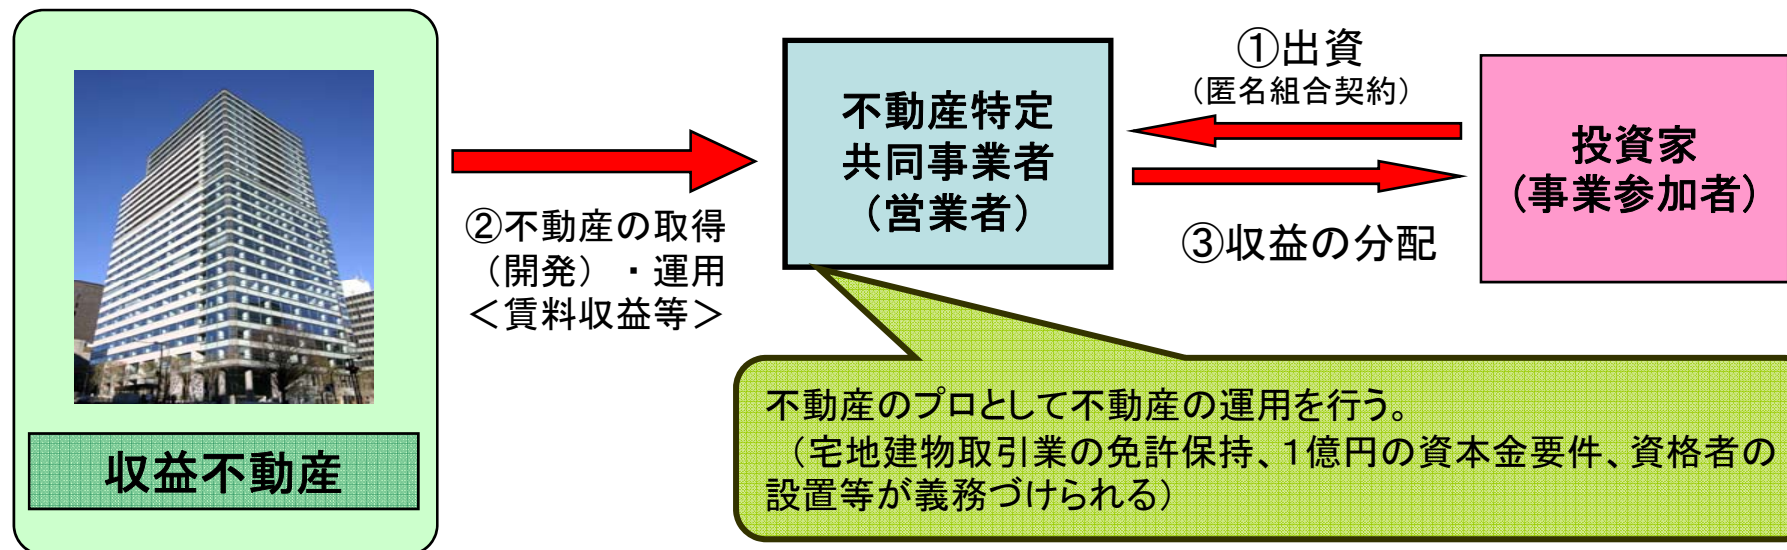 収益不動産
②不動産の取得
（開発）・運用
＜賃料収益等＞
不動産特定
共同事業者
（営業者）
①出資
（匿名組合契約）
③収益の分配
投資家
（事業参加者）
不動産のプロとして不動産の運用を行う。
（宅地建物取引業の免許保持、1億円の資本金要件、資格者の
設置等が義務づけられる）